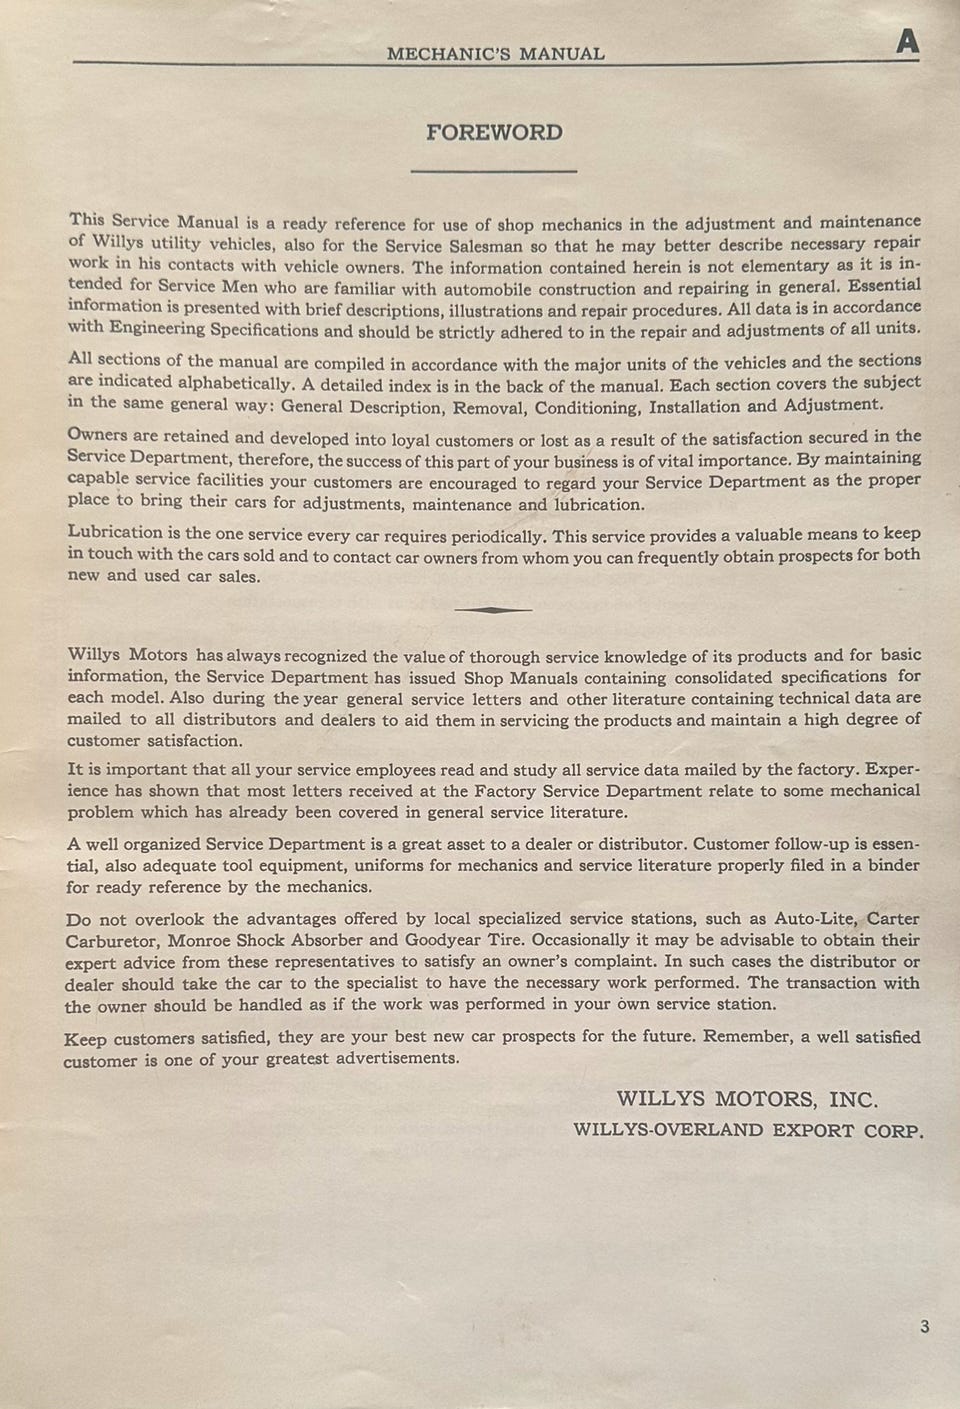 MECHANIC'S MANUAL
A
FOREWORD
This Service Manual is a ready reference for use of shop mechanics in the adjustment and maintenance
of Willys utility vehicles, also for the Service Salesman so that he may better describe necessary repair
work in his contacts with vehicle owners. The information contained herein is not elementary as it is in-
tended for Service Men who are familiar with automobile construction and repairing in general. Essential
information is presented with brief descriptions, illustrations and repair procedures. All data is in accordance
with Engineering Specifications and should be strictly adhered to in the repair and adjustments of all units.
All sections of the manual are compiled in accordance with the major units of the vehicles and the sections
are indicated alphabetically. A detailed index is in the back of the manual. Each section covers the subject
in the same general way: General Description, Removal, Conditioning, Installation and Adjustment.
Owners are retained and developed into loyal customers or lost as a result of the satisfaction secured in the
Service Department, therefore, the success of this part of your business is of vital importance. By maintaining
capable service facilities your customers are encouraged to regard your Service Department as the proper
place to bring their cars for adjustments, maintenance and lubrication.
Lubrication is the one service every car requires periodically. This service provides a valuable means to keep
in touch with the cars sold and to contact car owners from whom you can frequently obtain prospects for both
new and used car sales.
Willys Motors has always recognized the value of thorough service knowledge of its products and for basic
information, the Service Department has issued Shop Manuals containing consolidated specifications for
each model. Also during the year general service letters and other literature containing technical data are
mailed to all distributors and dealers to aid them in servicing the products and maintain a high degree of
customer satisfaction.
It is important that all your service employees read and study all service data mailed by the factory. Exper-
ience has shown that most letters received at the Factory Service Department relate to some mechanical
problem which has already been covered in general service literature.
A well organized Service Department is a great asset to a dealer or distributor. Customer follow-up is essen-
tial, also adequate tool equipment, uniforms for mechanics and service literature properly filed in a binder
for ready reference by the mechanics.
Do not overlook the advantages offered by local specialized service stations, such as Auto-Lite, Carter
Carburetor, Monroe Shock Absorber and Goodyear Tire. Occasionally it may be advisable to obtain their
expert advice from these representatives to satisfy an owner's complaint. In such cases the distributor or
dealer should take the car to the specialist to have the necessary work performed. The transaction with
the owner should be handled as if the work was performed in your own service station.
Keep customers satisfied, they are your best new car prospects for the future. Remember, a well satisfied
customer is one of your greatest advertisements.
WILLYS MOTORS, INC.
WILLYS-OVERLAND EXPORT CORP.
3